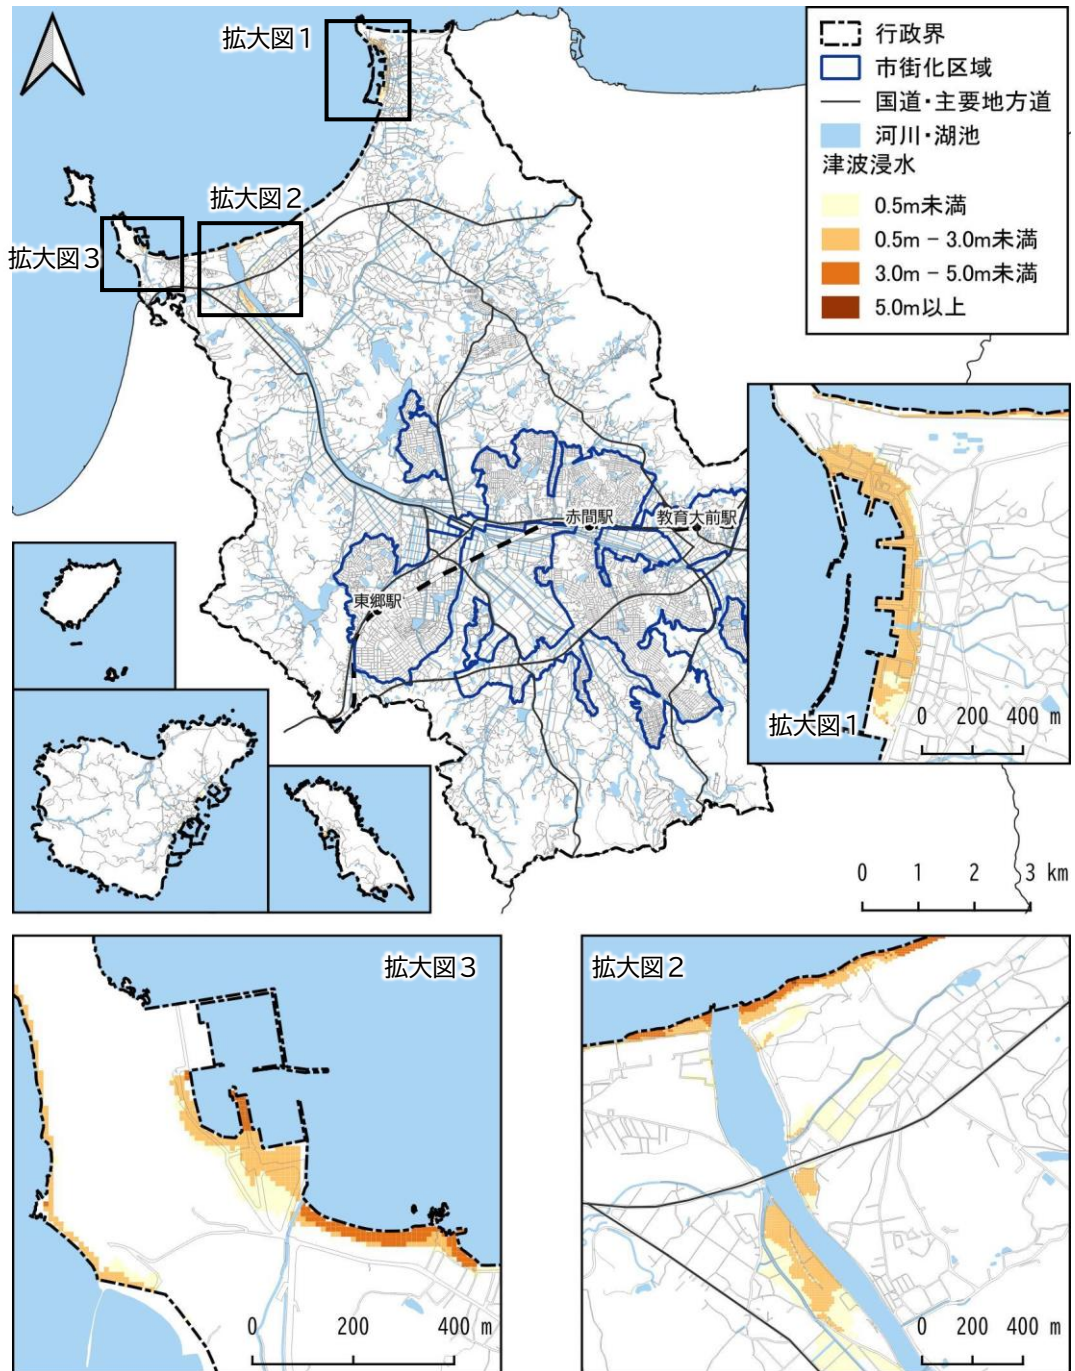 拡大図1
行政界
市街化区域
国道・主要地方道
河川・湖池
津波浸水
0.5m未満
0.5m － 3.0m未満
3.0m － 5.0m未満
5.0m以上
拡大図2
拡大図3
赤間駅
教育大前駅
東郷駅
拡大図1
0 200 400 m
0 1 2 3 km
拡大図3
0 200 400 m
拡大図2
0 200 400 m